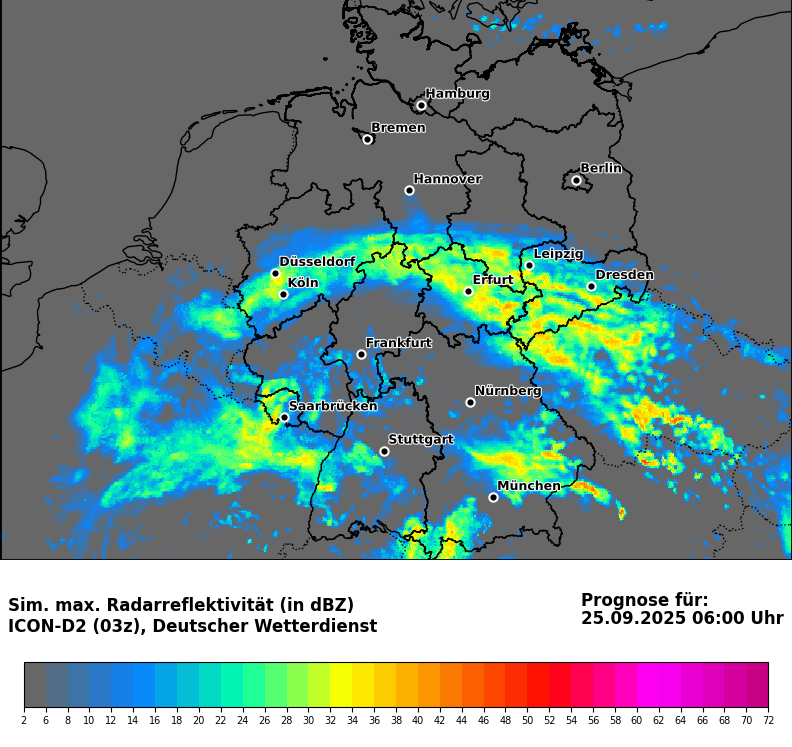 Hamburg
Bremen
Berlin
Hannover
Leipzig
Düsseldorf
Dresden
Erfurt
Köln
Frankfurt
Nürnberg
Saarbrücken
Stuttgart
München
Sim. max. Radarreflektivität (in dBZ)
ICON-D2 (03z), Deutscher Wetterdienst
Prognose für:
25.09.2025 06:00 Uhr
2 6 8 10 12 14 16 18 20 22 24 26 28 30 32 34 36 38 40 42 44 46 48 50 52 54 56 58 60 62 64 66 68 70 72